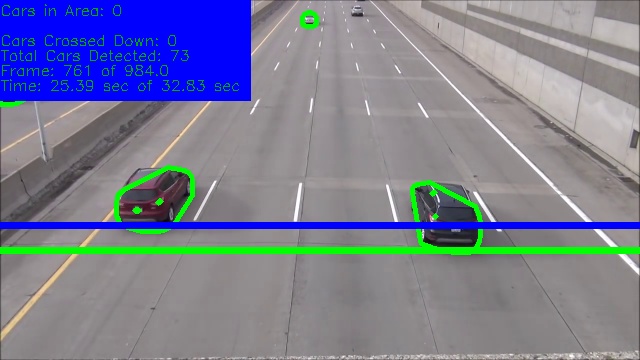 Cars in Area: 0
Cars Crossed Down: 0
Total Cars Detected: 73
Frame: 761 of 984.0
Time: 25.39 sec of 32.83 sec